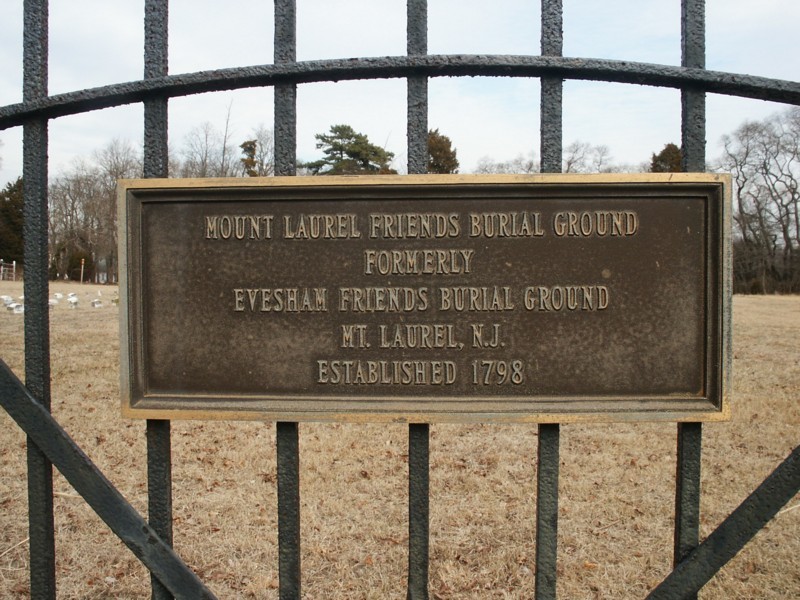 MOUNT LAUREL FRIENDS BURIAL GROUND
FORMERLY
EVESHAM FRIENDS BURIAL GROUND
MT. LAUREL, N.J.
ESTABLISHED 1798